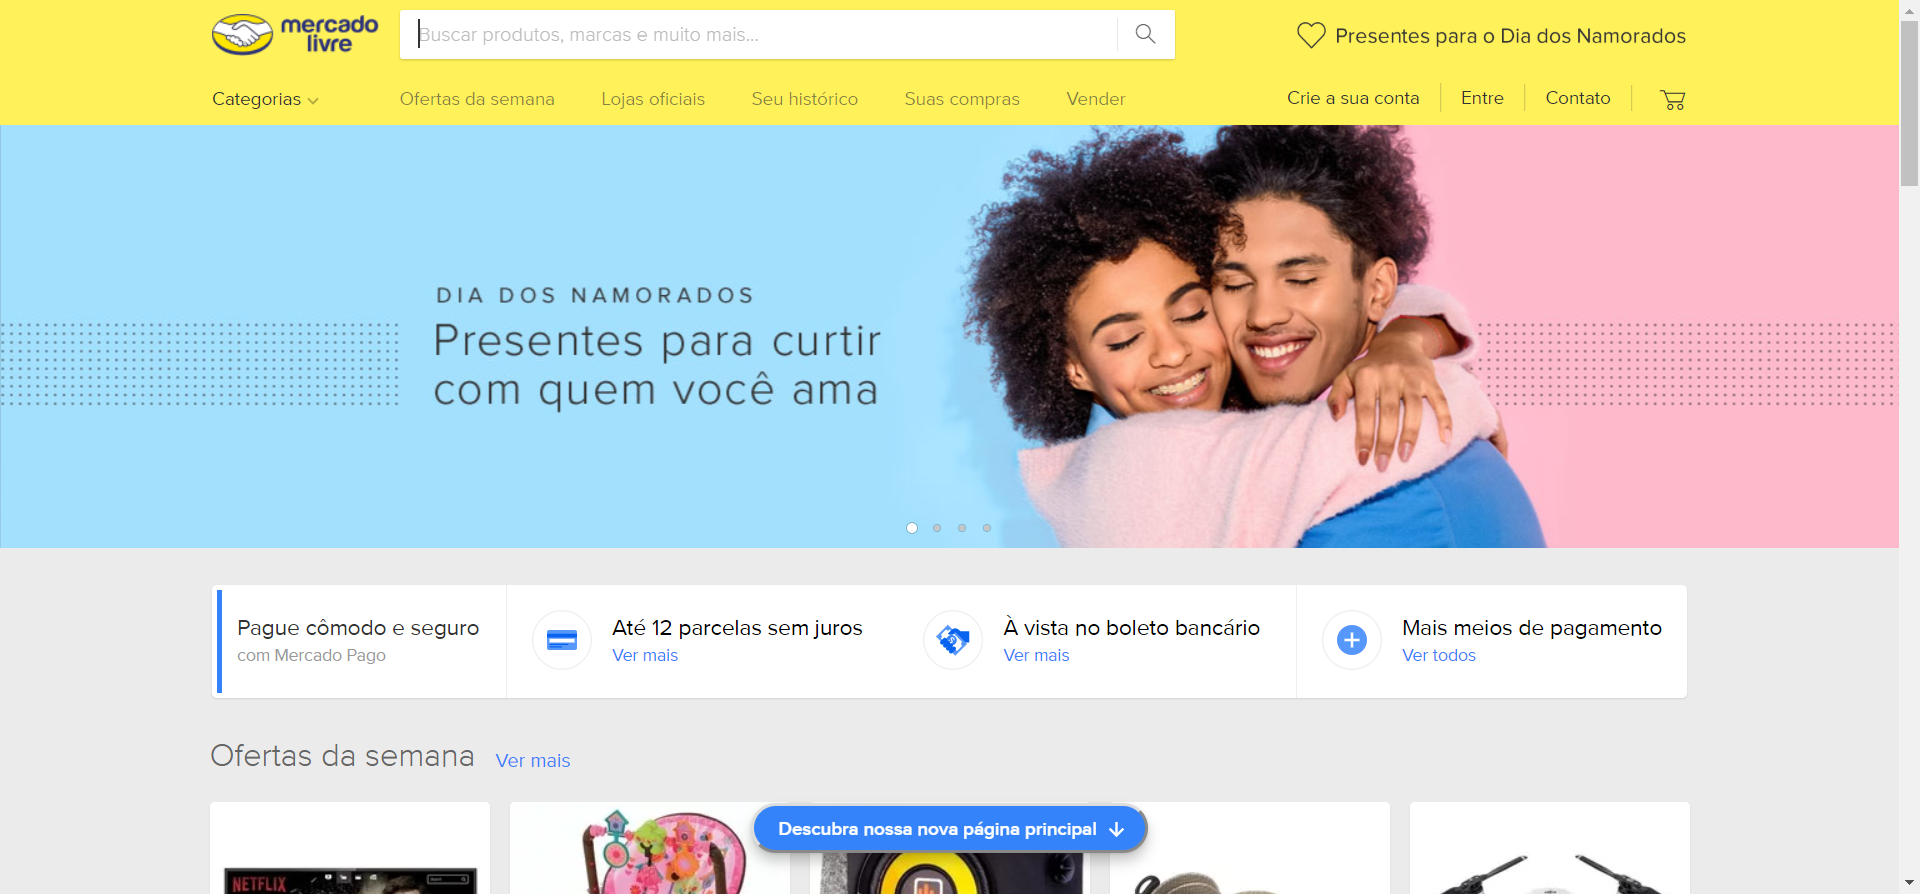 mercado
livre
Buscar produtos, marcas e muito mais...
Presentes para o Dia dos Namorados
Categorias
Ofertas da semana
Lojas oficiais
Seu histórico
Suas compras
Vender
Crie a sua conta
Entre
Contato
DIA DOS NAMORADOS
Presentes para curtir
com quem você ama
Pague cômodo e seguro
com Mercado Pago
Até 12 parcelas sem juros
Ver mais
À vista no boleto bancário
Ver mais
Mais meios de pagamento
Ver todos
Ofertas da semana
Ver mais
Descubra nossa nova página principal
NETFLIX